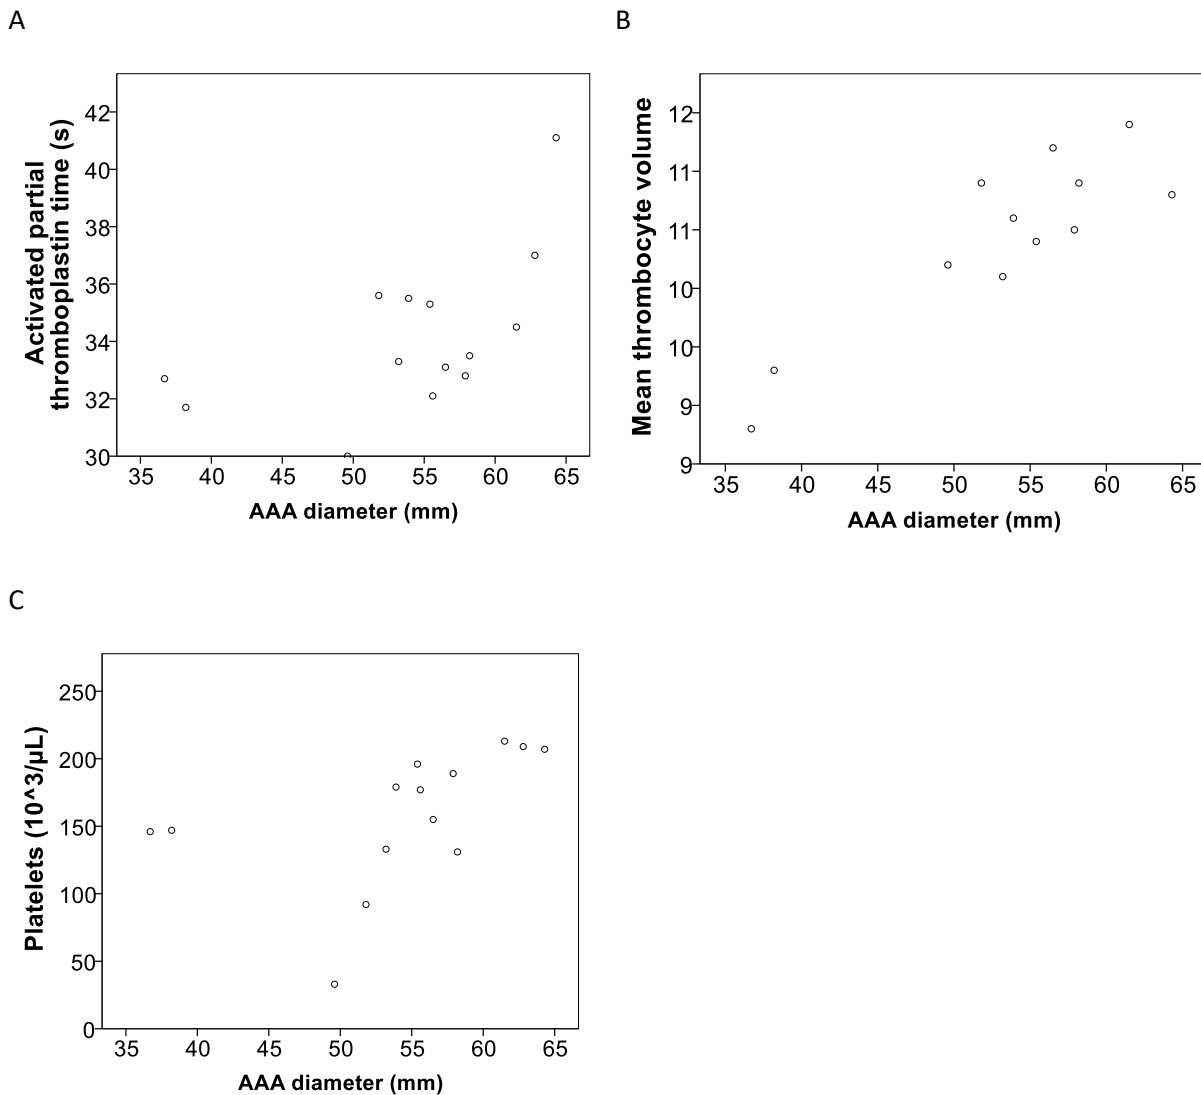 A
Activated partial
thromboplastin time (s)
42
40
38
36
34
32
30
35 40 45 50 55 60 65
AAA diameter (mm)
B
Mean thrombocyte volume
12
11
11
10
10
9
9
35 40 45 50 55 60 65
AAA diameter (mm)
C
Platelets (10^3/µL)
250
200
150
100
50
0
35 40 45 50 55 60 65
AAA diameter (mm)